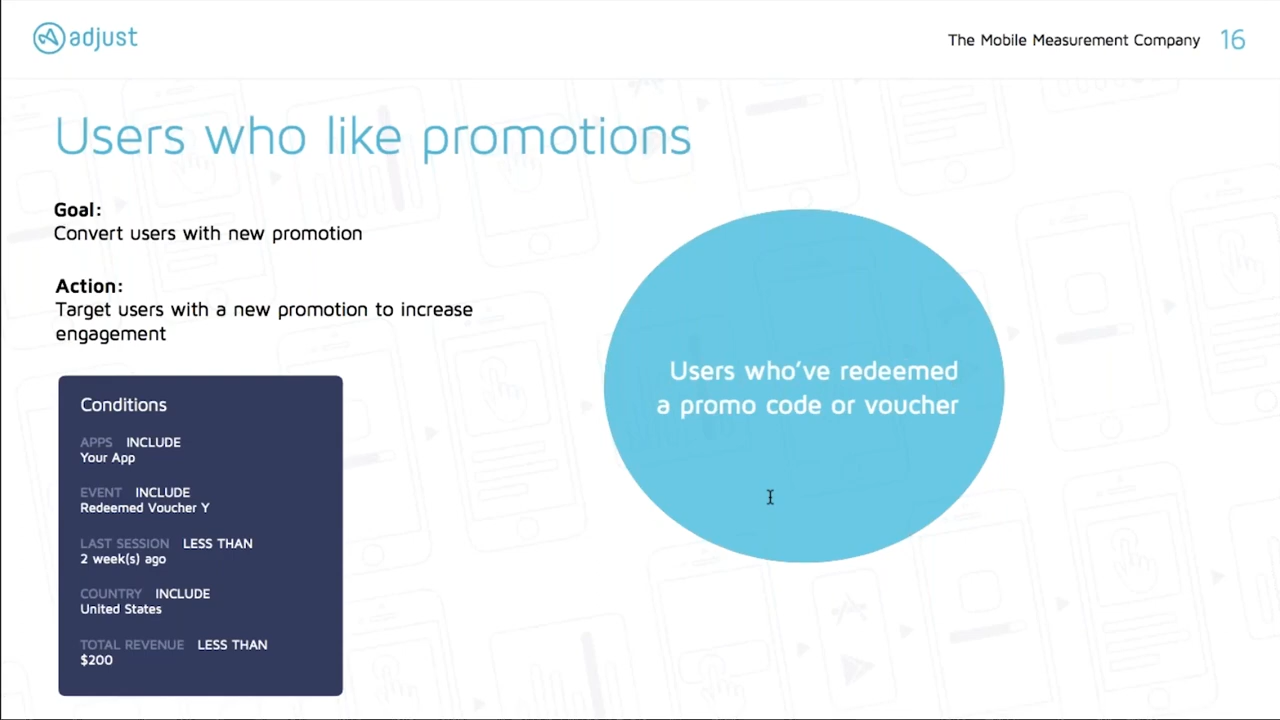 adjust
The Mobile Measurement Company 16
Users who like promotions
Goal:
Convert users with new promotion
Action:
Target users with a new promotion to increase
engagement
Conditions
APPS INCLUDE
Your App
EVENT INCLUDE
Redeemed Voucher Y
LAST SESSION LESS THAN
2 week(s) ago
COUNTRY INCLUDE
United States
TOTAL REVENUE LESS THAN
$200
Users who've redeemed
a promo code or voucher